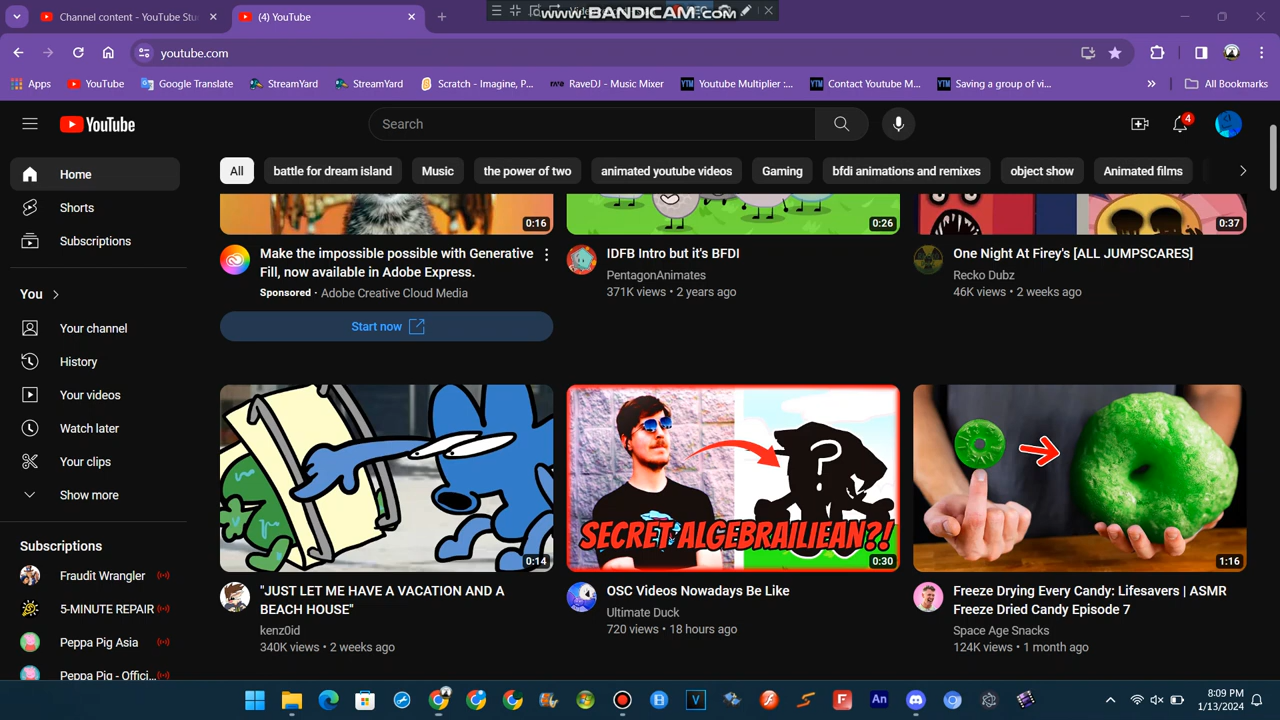 Channel content - YouTube Stu
(4) YouTube
www.BANDICAM.com
youtube.com
Apps
YouTube
Google Translate
StreamYard
StreamYard
Scratch - Imagine, P...
RAVE
RaveDJ - Music Mixer
YTM
Youtube Multiplier :...
YTM
Contact Youtube M...
YTM
Saving a group of vi...
All Bookmarks
YouTube
Search
4
Home
Shorts
Subscriptions
You
Your channel
History
Your videos
Watch later
Your clips
Show more
Subscriptions
Fraudit Wrangler
5-MINUTE REPAIR
Peppa Pig Asia
Peppa Pig - Offici...
All
battle for dream island
Music
the power of two
animated youtube videos
Gaming
bfdi animations and remixes
object show
Animated films
0:16
Make the impossible possible with Generative
Fill, now available in Adobe Express.
Sponsored · Adobe Creative Cloud Media
Start now
0:26
IDFB Intro but it's BFDI
PentagonAnimates
371K views • 2 years ago
0:37
One Night At Firey's [ALL JUMPSCARES]
Recko Dubz
46K views • 2 weeks ago
0:14
"JUST LET ME HAVE A VACATION AND A
BEACH HOUSE"
kenz0id
340K views • 2 weeks ago
?
SECRET ALGEBRAILIEAN?!
0:30
OSC Videos Nowadays Be Like
Ultimate Duck
720 views • 18 hours ago
1:16
Freeze Drying Every Candy: Lifesavers | ASMR
Freeze Dried Candy Episode 7
Space Age Snacks
124K views • 1 month ago
B
V
F
An
8:09 PM
1/13/2024